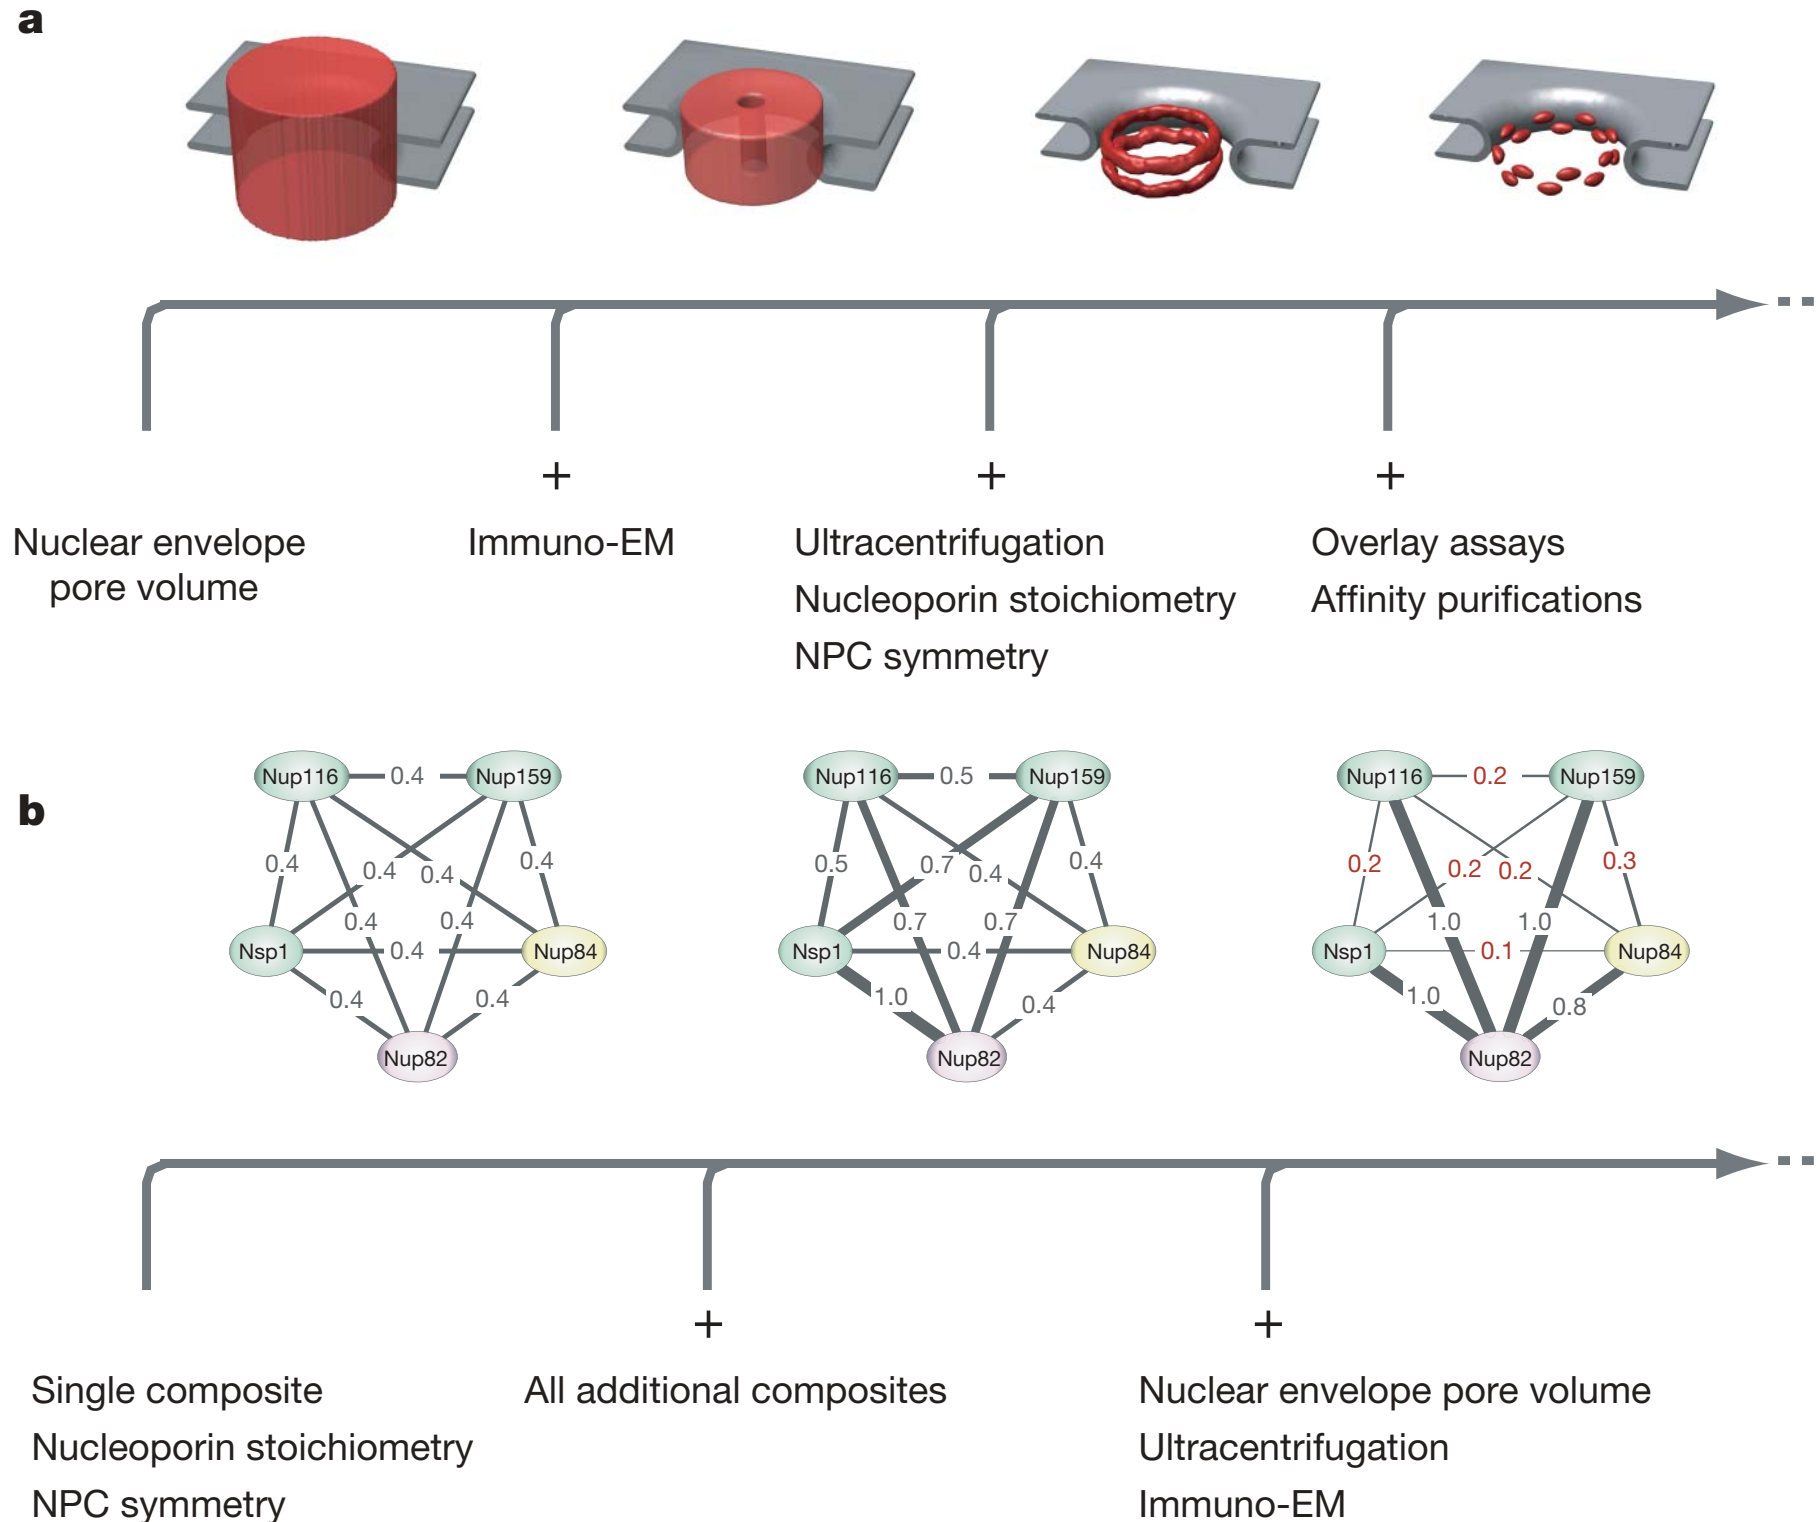 a
+
+
+
Nuclear envelope
pore volume
Immuno-EM
Ultracentrifugation
Nucleoporin stoichiometry
NPC symmetry
Overlay assays
Affinity purifications
b
Nup116
0.4
Nup159
0.4
0.4
0.4
0.4
0.4
0.4
Nsp1
0.4
Nup84
0.4
0.4
Nup82
Nup116
0.5
Nup159
0.5
0.7
0.4
0.4
0.7
0.7
Nsp1
0.4
Nup84
1.0
0.4
Nup82
Nup116
0.2
Nup159
0.2
0.2
0.2
0.3
1.0
1.0
Nsp1
0.1
Nup84
1.0
0.8
Nup82
+
+
Single composite
Nucleoporin stoichiometry
NPC symmetry
All additional composites
Nuclear envelope pore volume
Ultracentrifugation
Immuno-EM